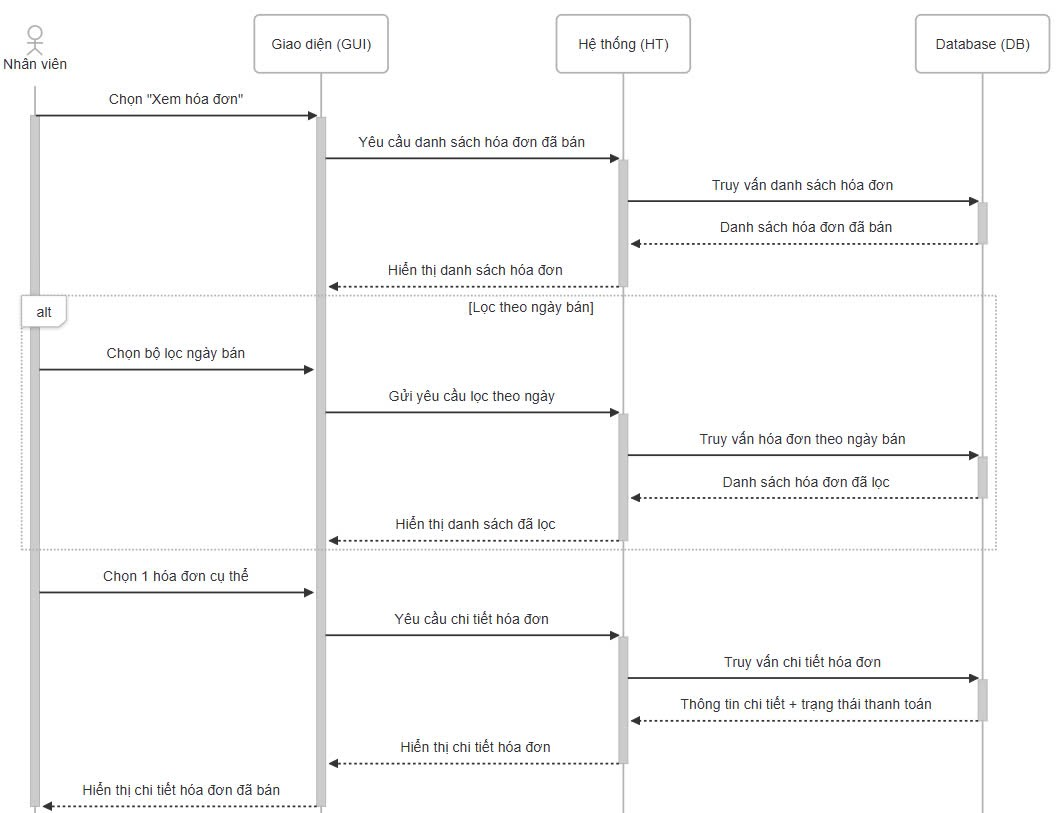 Nhân viên
Giao diện (GUI)
Hệ thống (HT)
Database (DB)
Chọn "Xem hóa đơn"
Yêu cầu danh sách hóa đơn đã bán
Truy vấn danh sách hóa đơn
Danh sách hóa đơn đã bán
Hiển thị danh sách hóa đơn
alt
[Lọc theo ngày bán]
Chọn bộ lọc ngày bán
Gửi yêu cầu lọc theo ngày
Truy vấn hóa đơn theo ngày bán
Danh sách hóa đơn đã lọc
Hiển thị danh sách đã lọc
Chọn 1 hóa đơn cụ thể
Yêu cầu chi tiết hóa đơn
Truy vấn chi tiết hóa đơn
Thông tin chi tiết + trạng thái thanh toán
Hiển thị chi tiết hóa đơn
Hiển thị chi tiết hóa đơn đã bán